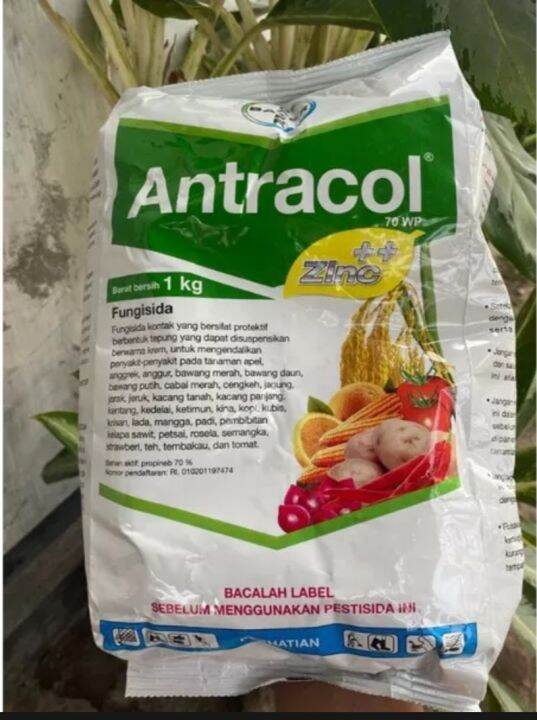 Antracol®
70 WP
Zinc++
Berat bersih 1 kg
Fungisida
Fungisida kontak yang bersifat protektif
berbentuk tepung yang dapat disuspensikan
berwarna krem, untuk mengendalikan
penyakit-penyakit pada tanaman apel,
anggrek, anggur, bawang merah, bawang daun,
bawang putih, cabai merah, cengkeh, jagung,
jarak, jeruk, kacang tanah, kacang panjang,
kentang, kedelai, ketimun, kina, kopi, kubis,
krisan, lada, mangga, padi, pembibitan
kelapa sawit, petsai, rosela, semangka,
strawberi, teh, tembakau, dan tomat.
Bahan aktif: propineb 70 %
Nomor pendaftaran: RI. 010201197474
BACALAH LABEL
SEBELUM MENGGUNAKAN PESTISIDA INI